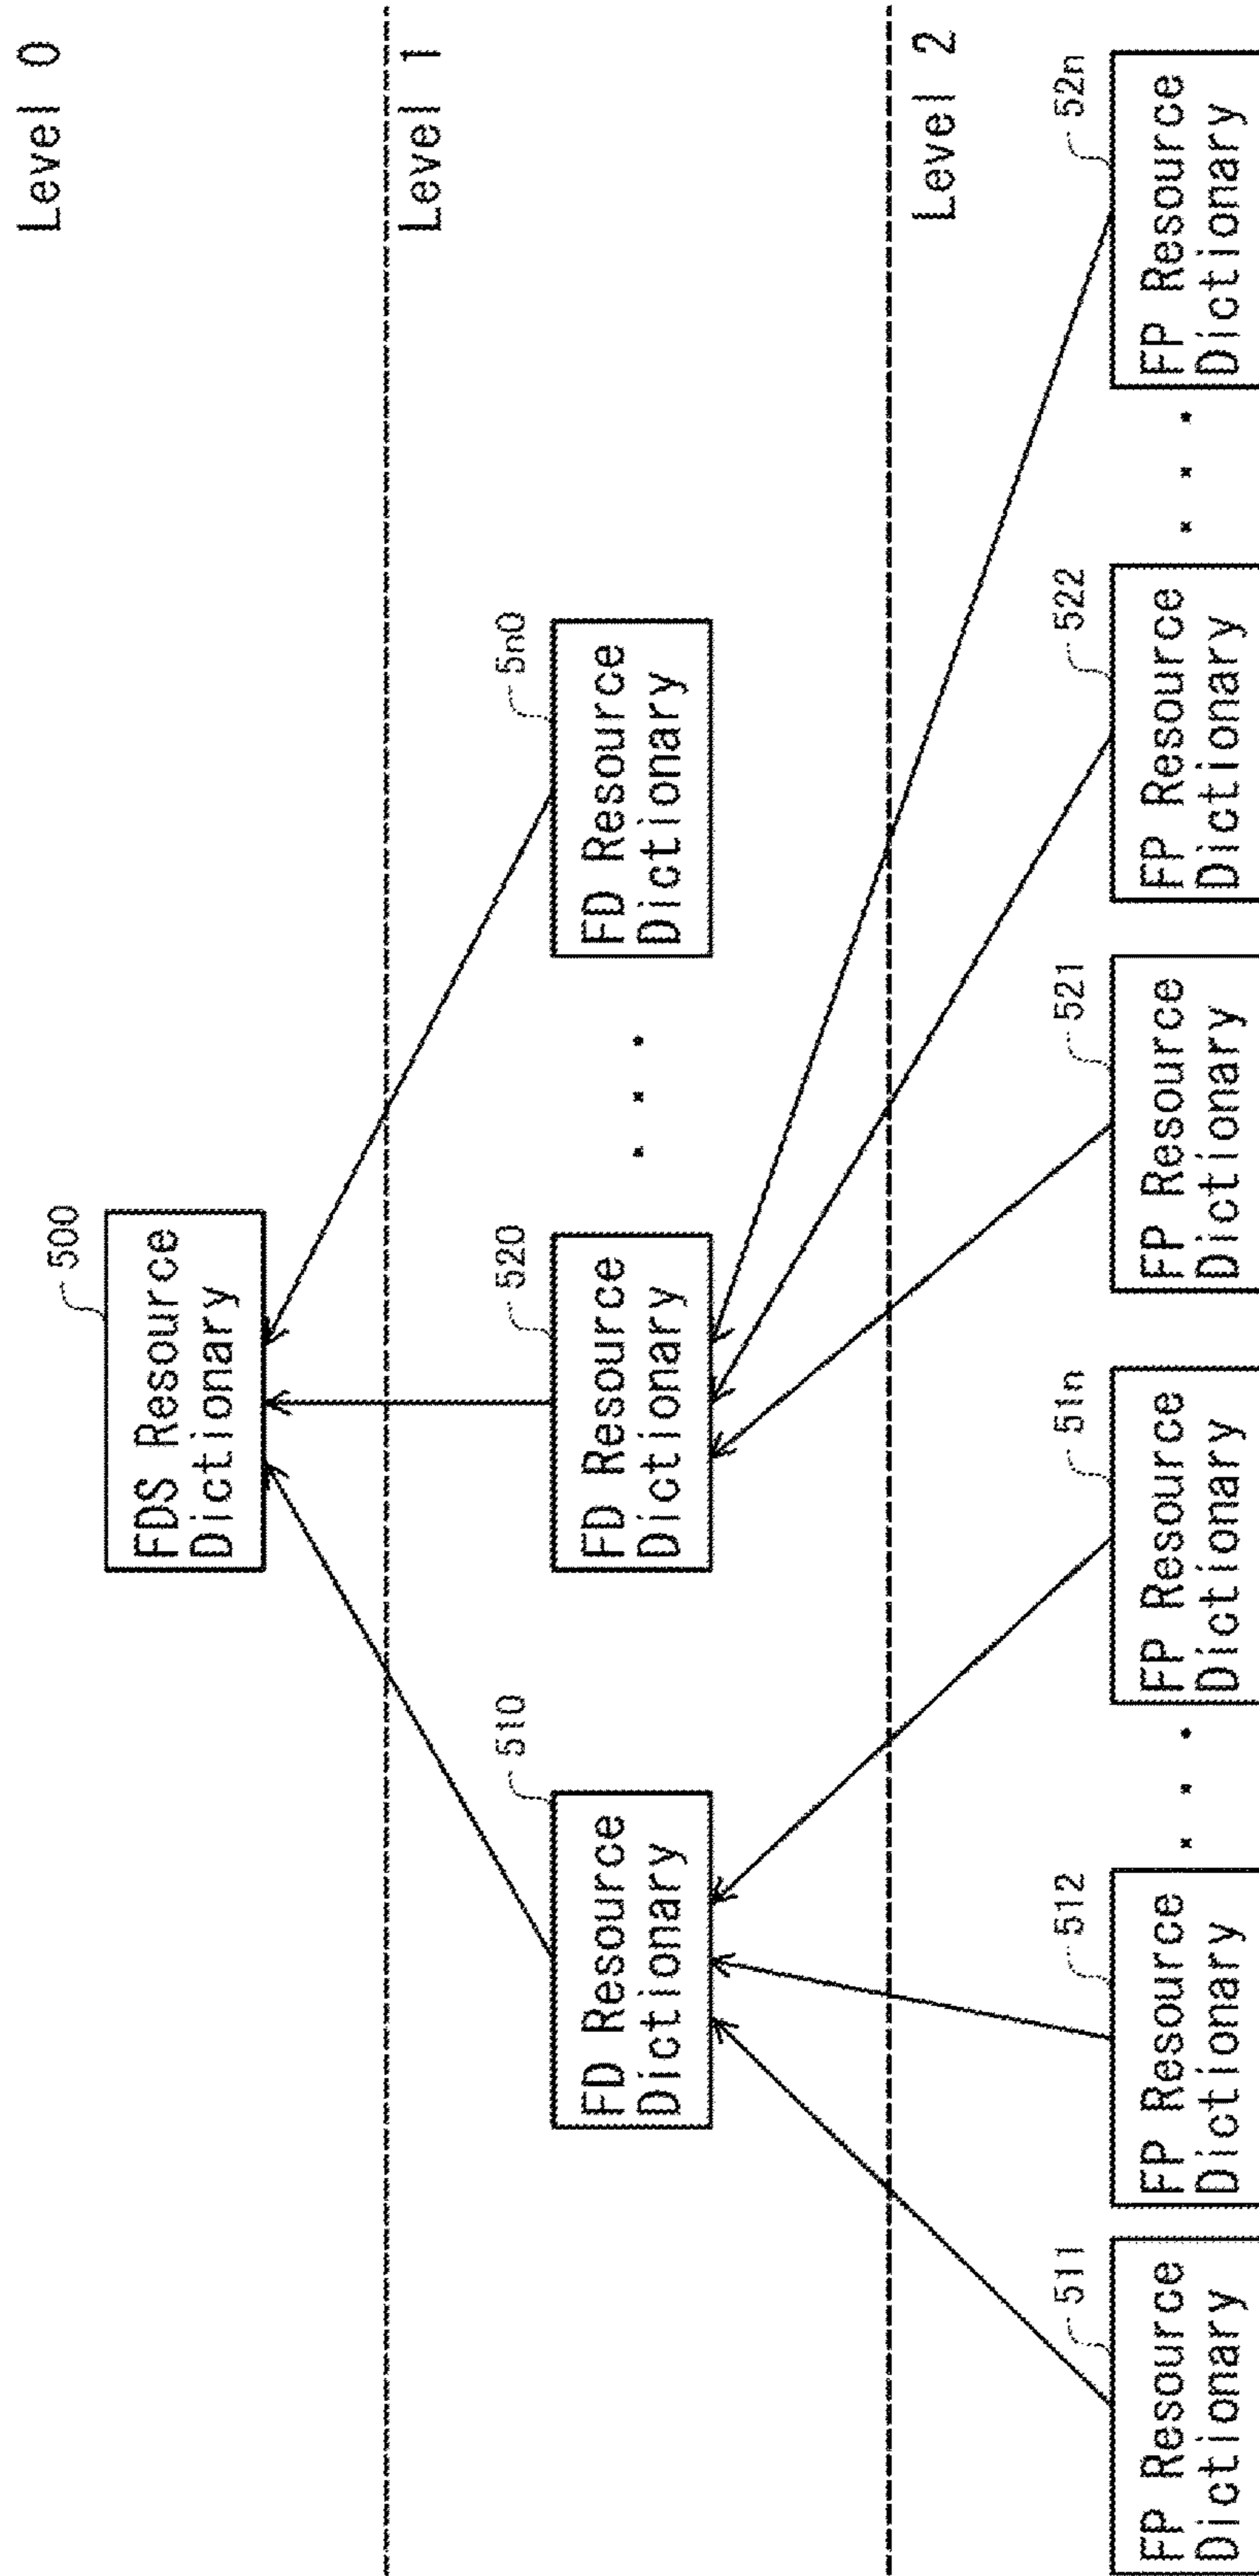 Level 0
500
FDS Resource
Dictionary
Level 1
510
FD Resource
Dictionary
520
FD Resource
Dictionary
5n0
FD Resource
Dictionary
Level 2
511
FP Resource
Dictionary
512
FP Resource
Dictionary
51n
FP Resource
Dictionary
521
FP Resource
Dictionary
522
FP Resource
Dictionary
52n
FP Resource
Dictionary